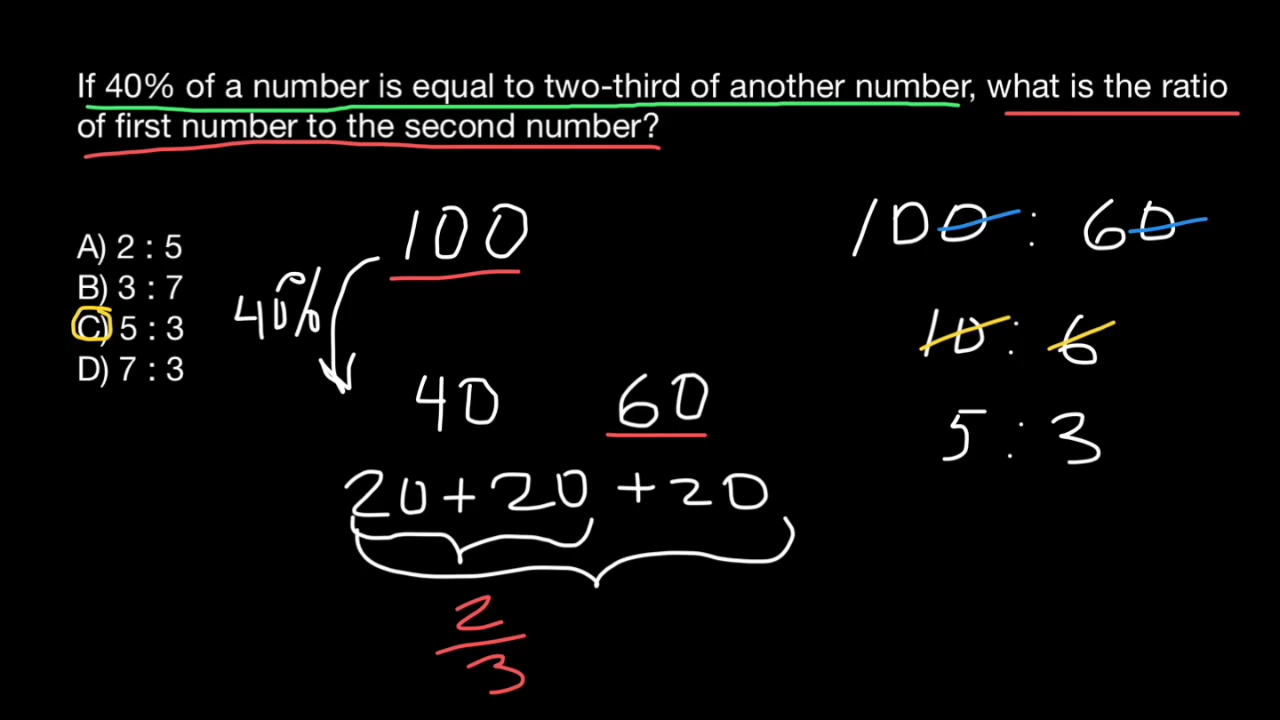 If 40% of a number is equal to two-third of another number, what is the ratio
of first number to the second number?
A) 2 : 5
B) 3 : 7
C) 5 : 3
D) 7 : 3
100
40%
40 60
20 + 20 + 20
2
3
100 : 60
10 : 6
5 : 3